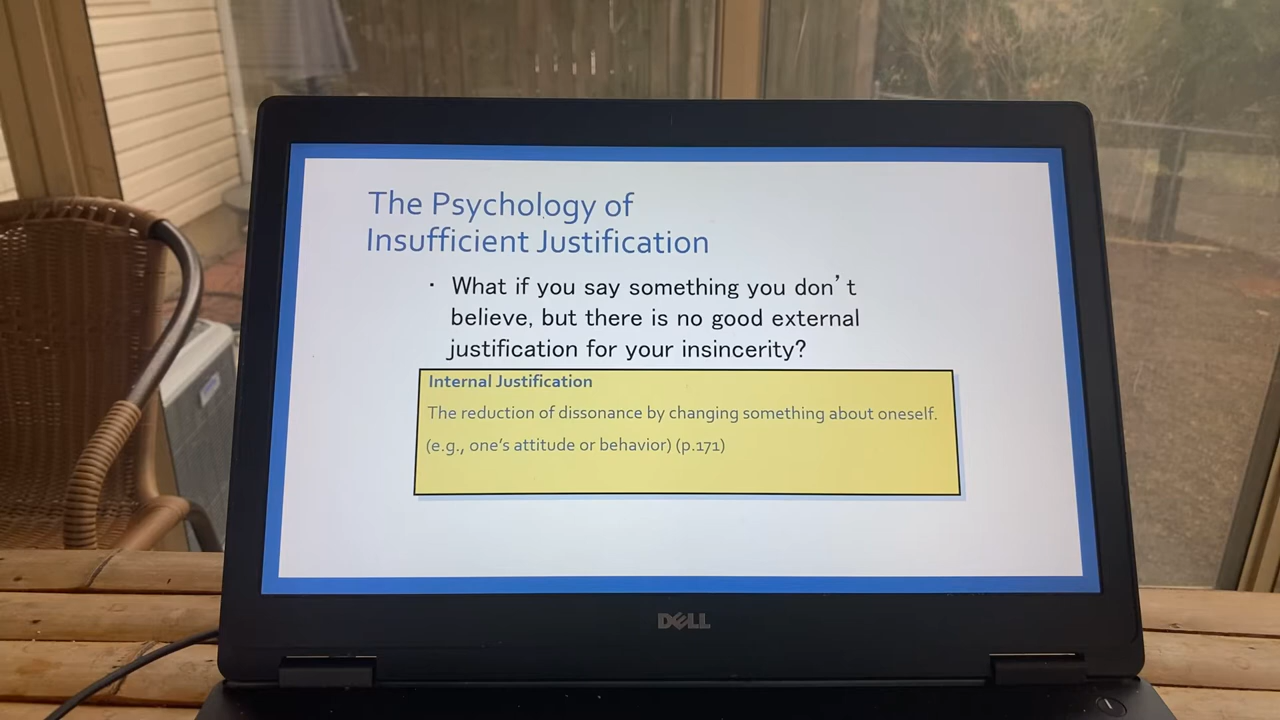 The Psychology of
Insufficient Justification
· What if you say something you don't
believe, but there is no good external
justification for your insincerity?
Internal Justification
The reduction of dissonance by changing something about oneself.
(e.g., one's attitude or behavior) (p.171)
DELL